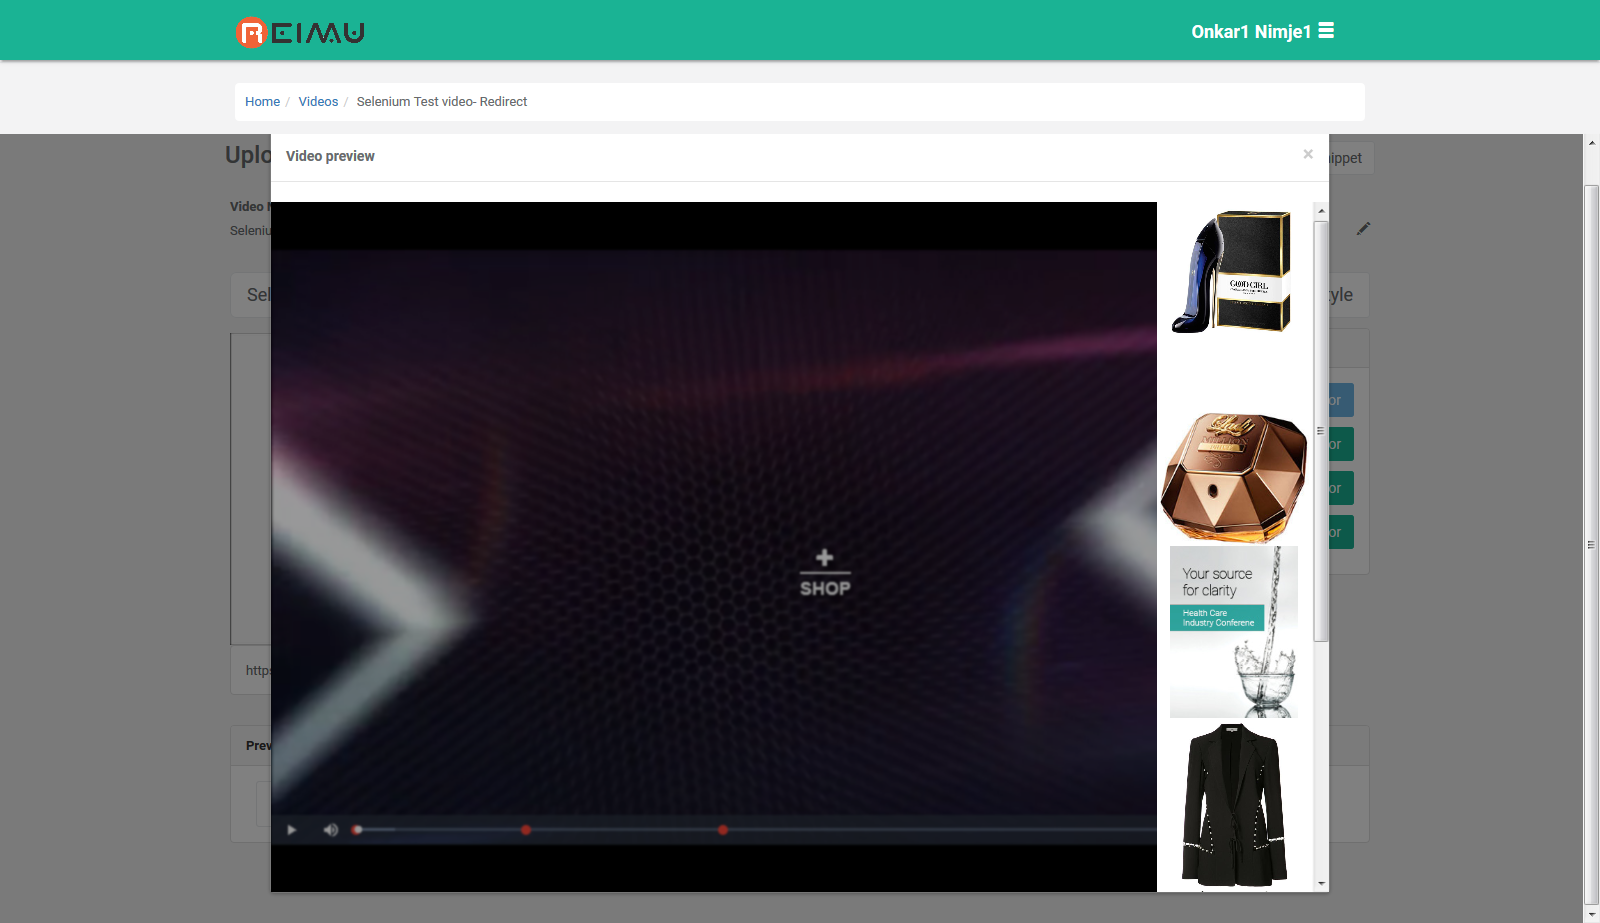 REIMU
Onkar1 Nimje1
Home / Videos / Selenium Test video- Redirect
Uplo
Video preview
×
ippet
Video
Seleniu
Sel
yle
GOOD GIRL
or
Lady
MILLION
or
or
or
Your source
for clarity
Health Care
Industry Conferene
+
SHOP
https
Prev